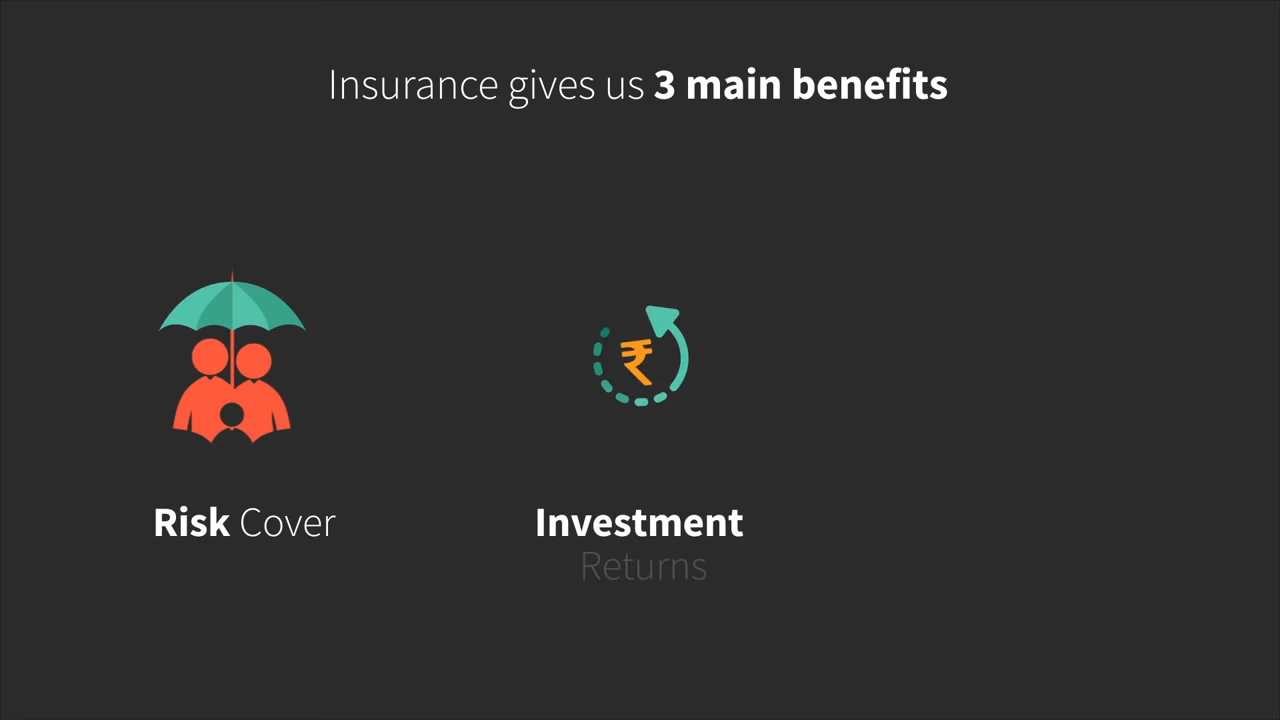 Insurance gives us 3 main benefits
₹
Risk Cover
Investment
Returns